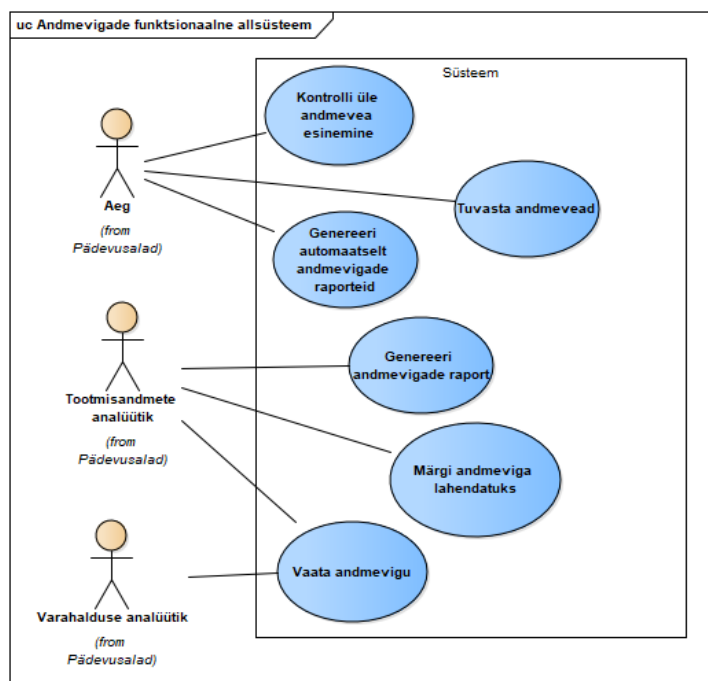 uc Andmevigade funktsionaalne allsüsteem
Süsteem
Kontrolli üle
andmevea
esinemine
Aeg
(from
Pädevusalad)
Tuvasta andmevead
Genereeri
automaatselt
andmevigade
raporteid
Tootmisandmete
analüütik
(from
Pädevusalad)
Genereeri
andmevigade raport
Märgi andmeviga
lahendatuks
Vaata andmevigu
Varahalduse analüütik
(from
Pädevusalad)